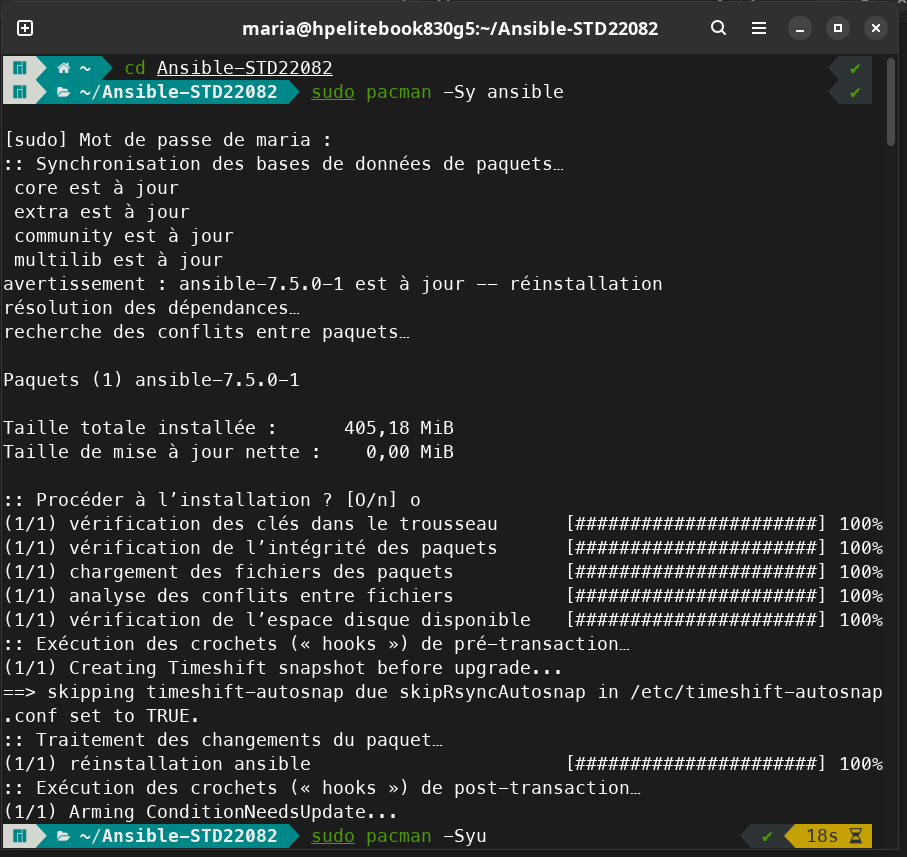 maria@hpelitebook830g5:~/Ansible-STD22082
~ cd Ansible-STD22082 ✔
~/Ansible-STD22082 sudo pacman -Sy ansible ✔
[sudo] Mot de passe de maria :
:: Synchronisation des bases de données de paquets…
core est à jour
extra est à jour
community est à jour
multilib est à jour
avertissement : ansible-7.5.0-1 est à jour -- réinstallation
résolution des dépendances…
recherche des conflits entre paquets…
Paquets (1) ansible-7.5.0-1
Taille totale installée : 405,18 MiB
Taille de mise à jour nette : 0,00 MiB
:: Procéder à l’installation ? [O/n] o
(1/1) vérification des clés dans le trousseau [######################] 100%
(1/1) vérification de l’intégrité des paquets [######################] 100%
(1/1) chargement des fichiers des paquets [######################] 100%
(1/1) analyse des conflits entre fichiers [######################] 100%
(1/1) vérification de l’espace disque disponible [######################] 100%
:: Exécution des crochets (« hooks ») de pré-transaction…
(1/1) Creating Timeshift snapshot before upgrade...
==> skipping timeshift-autosnap due skipRsyncAutosnap in /etc/timeshift-autosnap
.conf set to TRUE.
:: Traitement des changements du paquet…
(1/1) réinstallation ansible [######################] 100%
:: Exécution des crochets (« hooks ») de post-transaction…
(1/1) Arming ConditionNeedsUpdate...
~/Ansible-STD22082 sudo pacman -Syu ✔ 18s